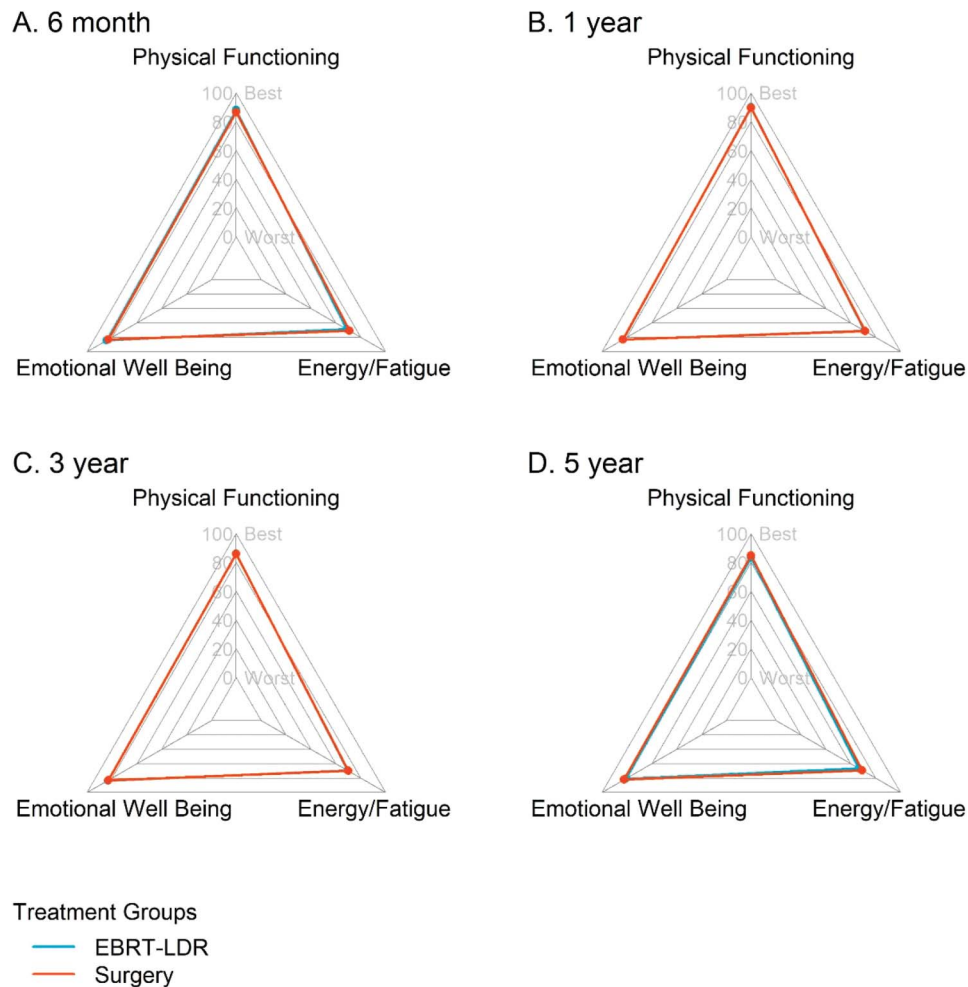 A. 6 month
Physical Functioning
100 Best
80
60
40
20
0 Worst
Emotional Well Being Energy/Fatigue
B. 1 year
Physical Functioning
100 Best
80
60
40
20
0 Worst
Emotional Well Being Energy/Fatigue
C. 3 year
Physical Functioning
100 Best
80
60
40
20
0 Worst
Emotional Well Being Energy/Fatigue
D. 5 year
Physical Functioning
100 Best
80
60
40
20
0 Worst
Emotional Well Being Energy/Fatigue
Treatment Groups
EBRT-LDR
Surgery